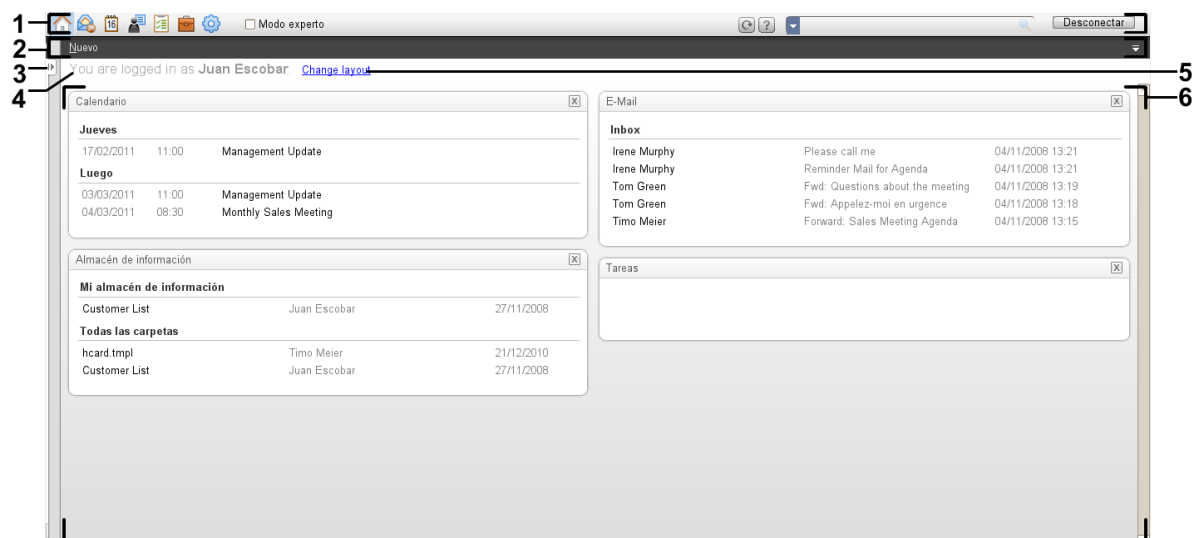 1
16
Modo experto
?
Desconectar
2
Nuevo
3
4
You are logged in as Juan Escobar. Change layout
5
6
Calendario X
Jueves
17/02/2011 11:00 Management Update
Luego
03/03/2011 11:00 Management Update
04/03/2011 08:30 Monthly Sales Meeting
E-Mail X
Inbox
Irene Murphy Please call me 04/11/2008 13:21
Irene Murphy Reminder Mail for Agenda 04/11/2008 13:21
Tom Green Fwd: Questions about the meeting 04/11/2008 13:19
Tom Green Fwd: Appelez-moi en urgence 04/11/2008 13:18
Timo Meier Forward: Sales Meeting Agenda 04/11/2008 13:15
Almacén de información X
Mi almacén de información
Customer List Juan Escobar 27/11/2008
Todas las carpetas
hcard.tmpl Timo Meier 21/12/2010
Customer List Juan Escobar 27/11/2008
Tareas X